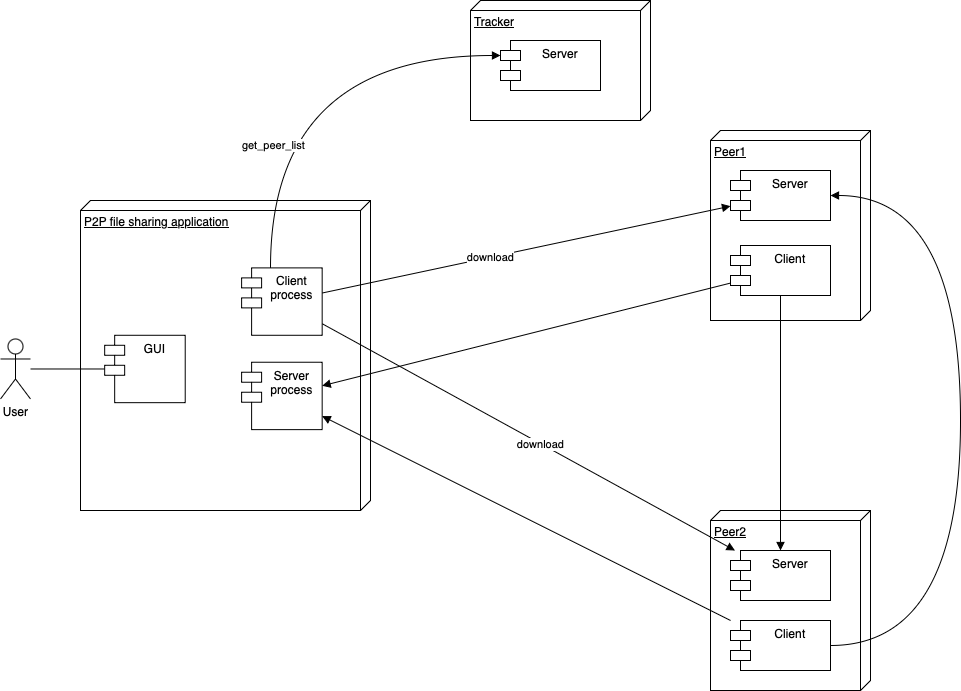 Tracker
Server
get_peer_list
Peer1
Server
P2P file sharing application
download
Client
Client
process
GUI
Server
process
User
download
Peer2
Server
Client